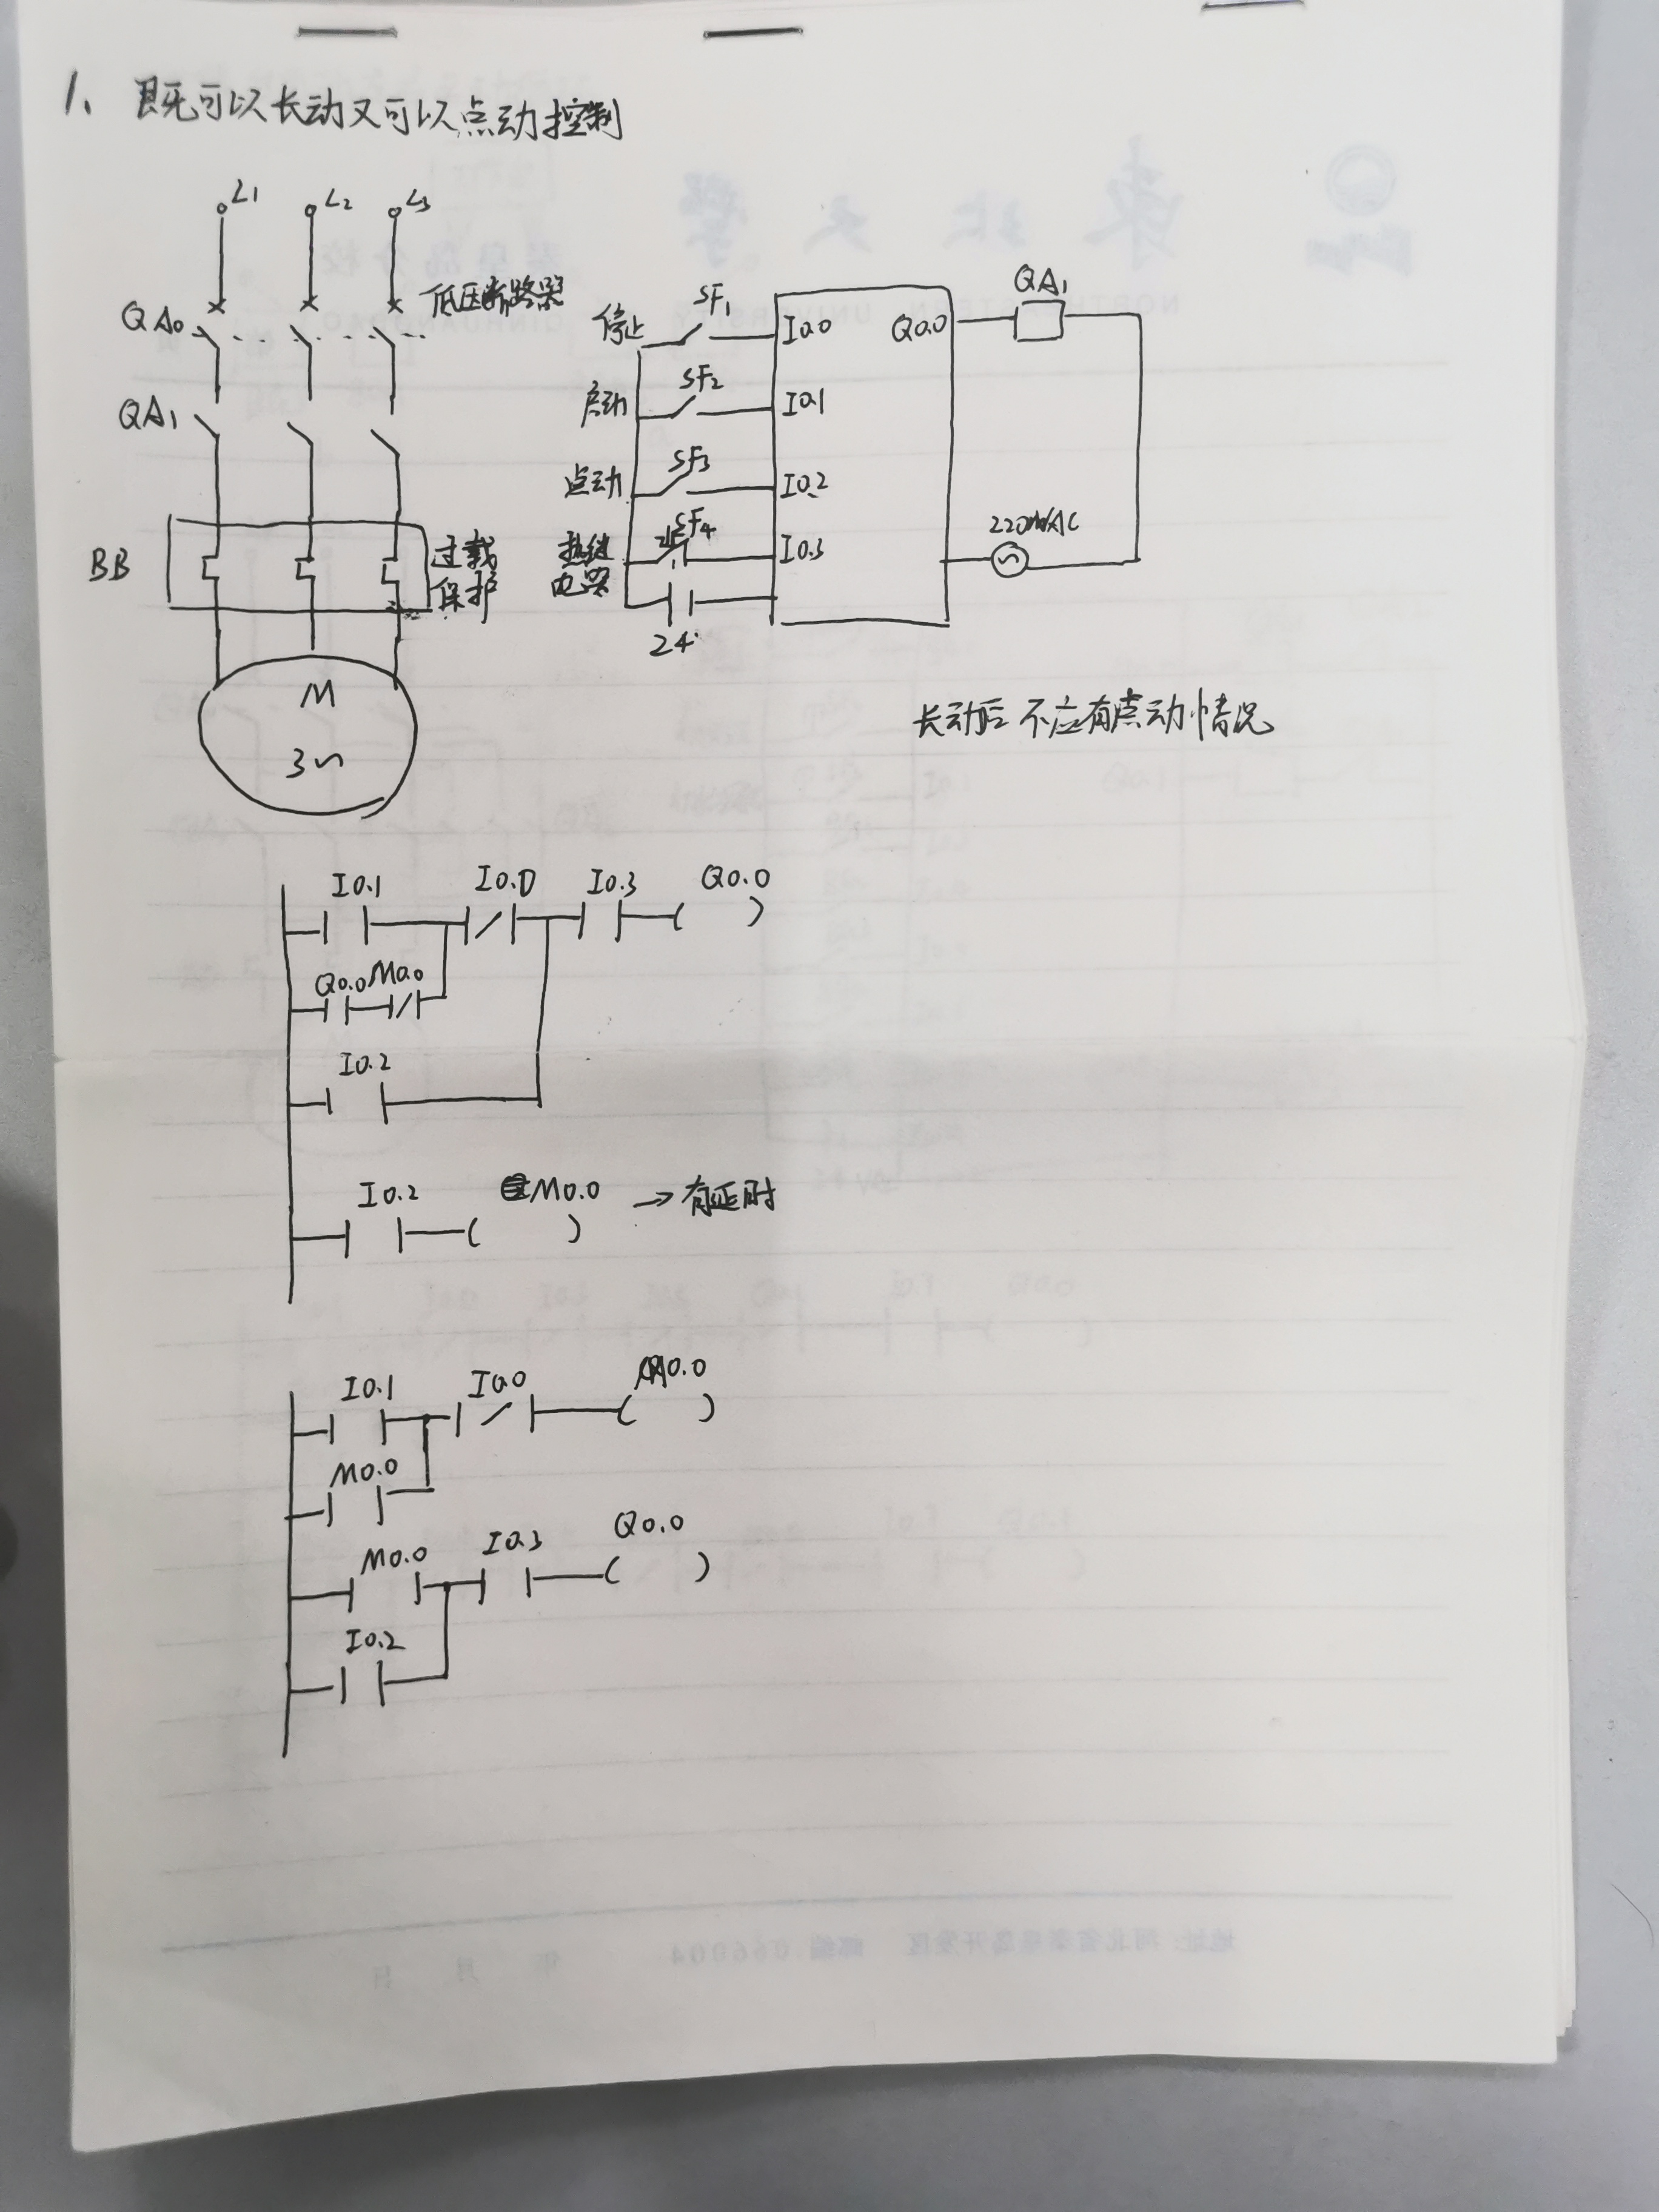 1、既可以长动又可以点动控制
L1 L2 L3
QA0 低压断路器
QA1
BB 过载
保护
M
3~
停止 SF1 I0.0 Q0.0 QA1
启动 SF2 I0.1
点动 SF3 I0.2
热继 SF4 I0.3 220VAC
电器
24
长动后不应有点动情况
I0.1 I0.0 I0.3 Q0.0
Q0.0 M0.0
I0.2
I0.2 M0.0 → 有延时
I0.1 I0.0 M0.0
M0.0
M0.0 I0.3 Q0.0
I0.2